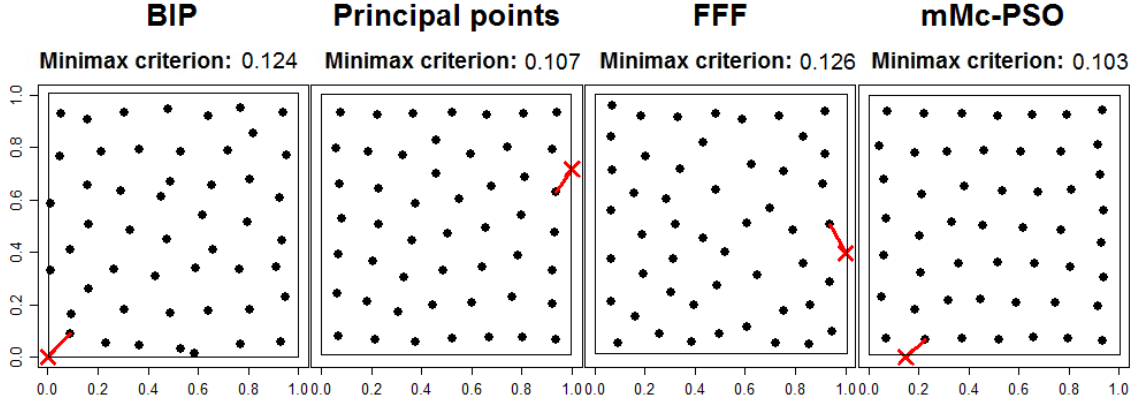 BIP Principal points FFF mMc-PSO
Minimax criterion: 0.124 Minimax criterion: 0.107 Minimax criterion: 0.126 Minimax criterion: 0.103
1.0
0.8
0.6
0.4
0.2
0.0
0.0 0.2 0.4 0.6 0.8 1.0 0.0 0.2 0.4 0.6 0.8 1.0 0.0 0.2 0.4 0.6 0.8 1.0 0.0 0.2 0.4 0.6 0.8 1.0